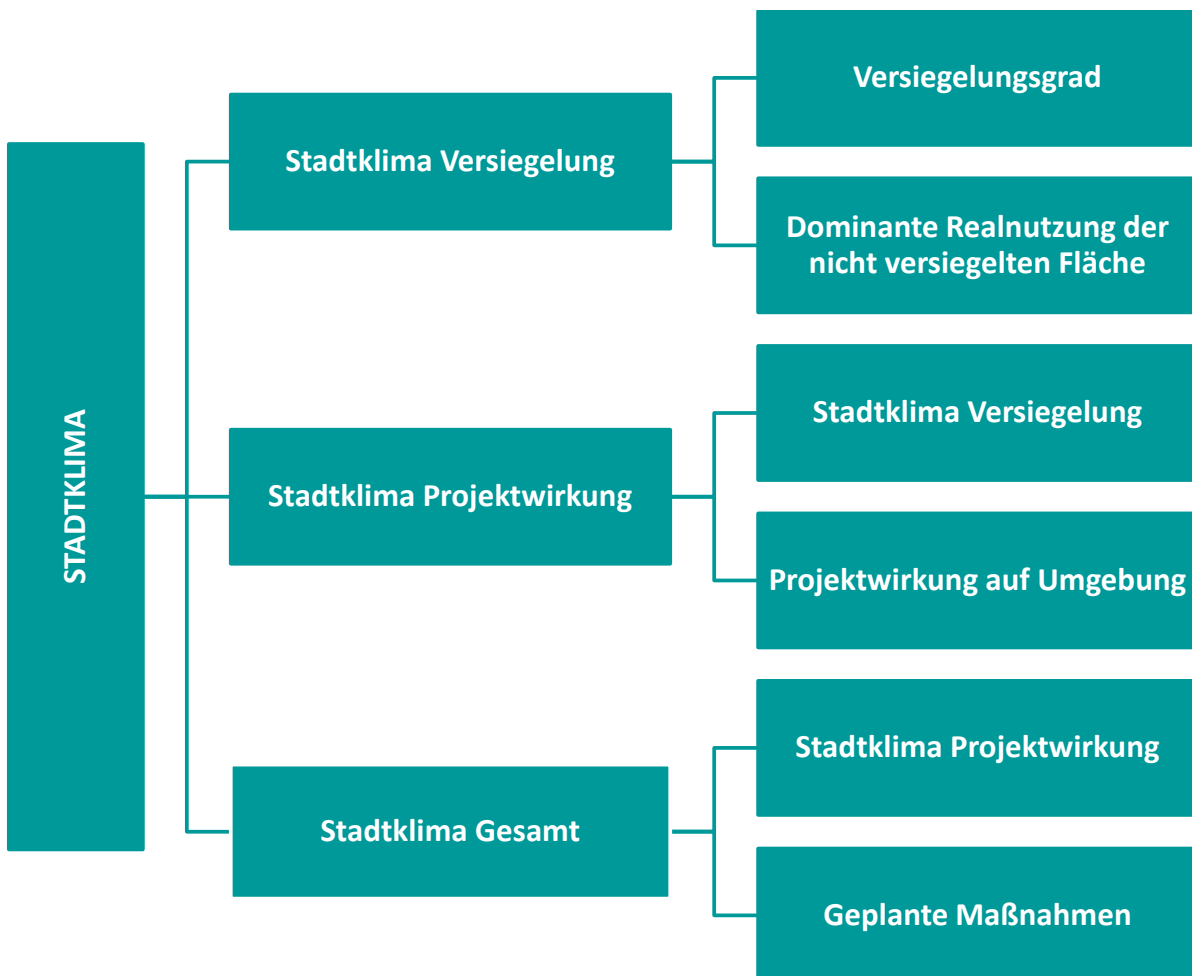 STADTKLIMA
Stadtklima Versiegelung
Versiegelungsgrad
Dominante Realnutzung der
nicht versiegelten Fläche
Stadtklima Projektwirkung
Stadtklima Versiegelung
Projektwirkung auf Umgebung
Stadtklima Gesamt
Stadtklima Projektwirkung
Geplante Maßnahmen